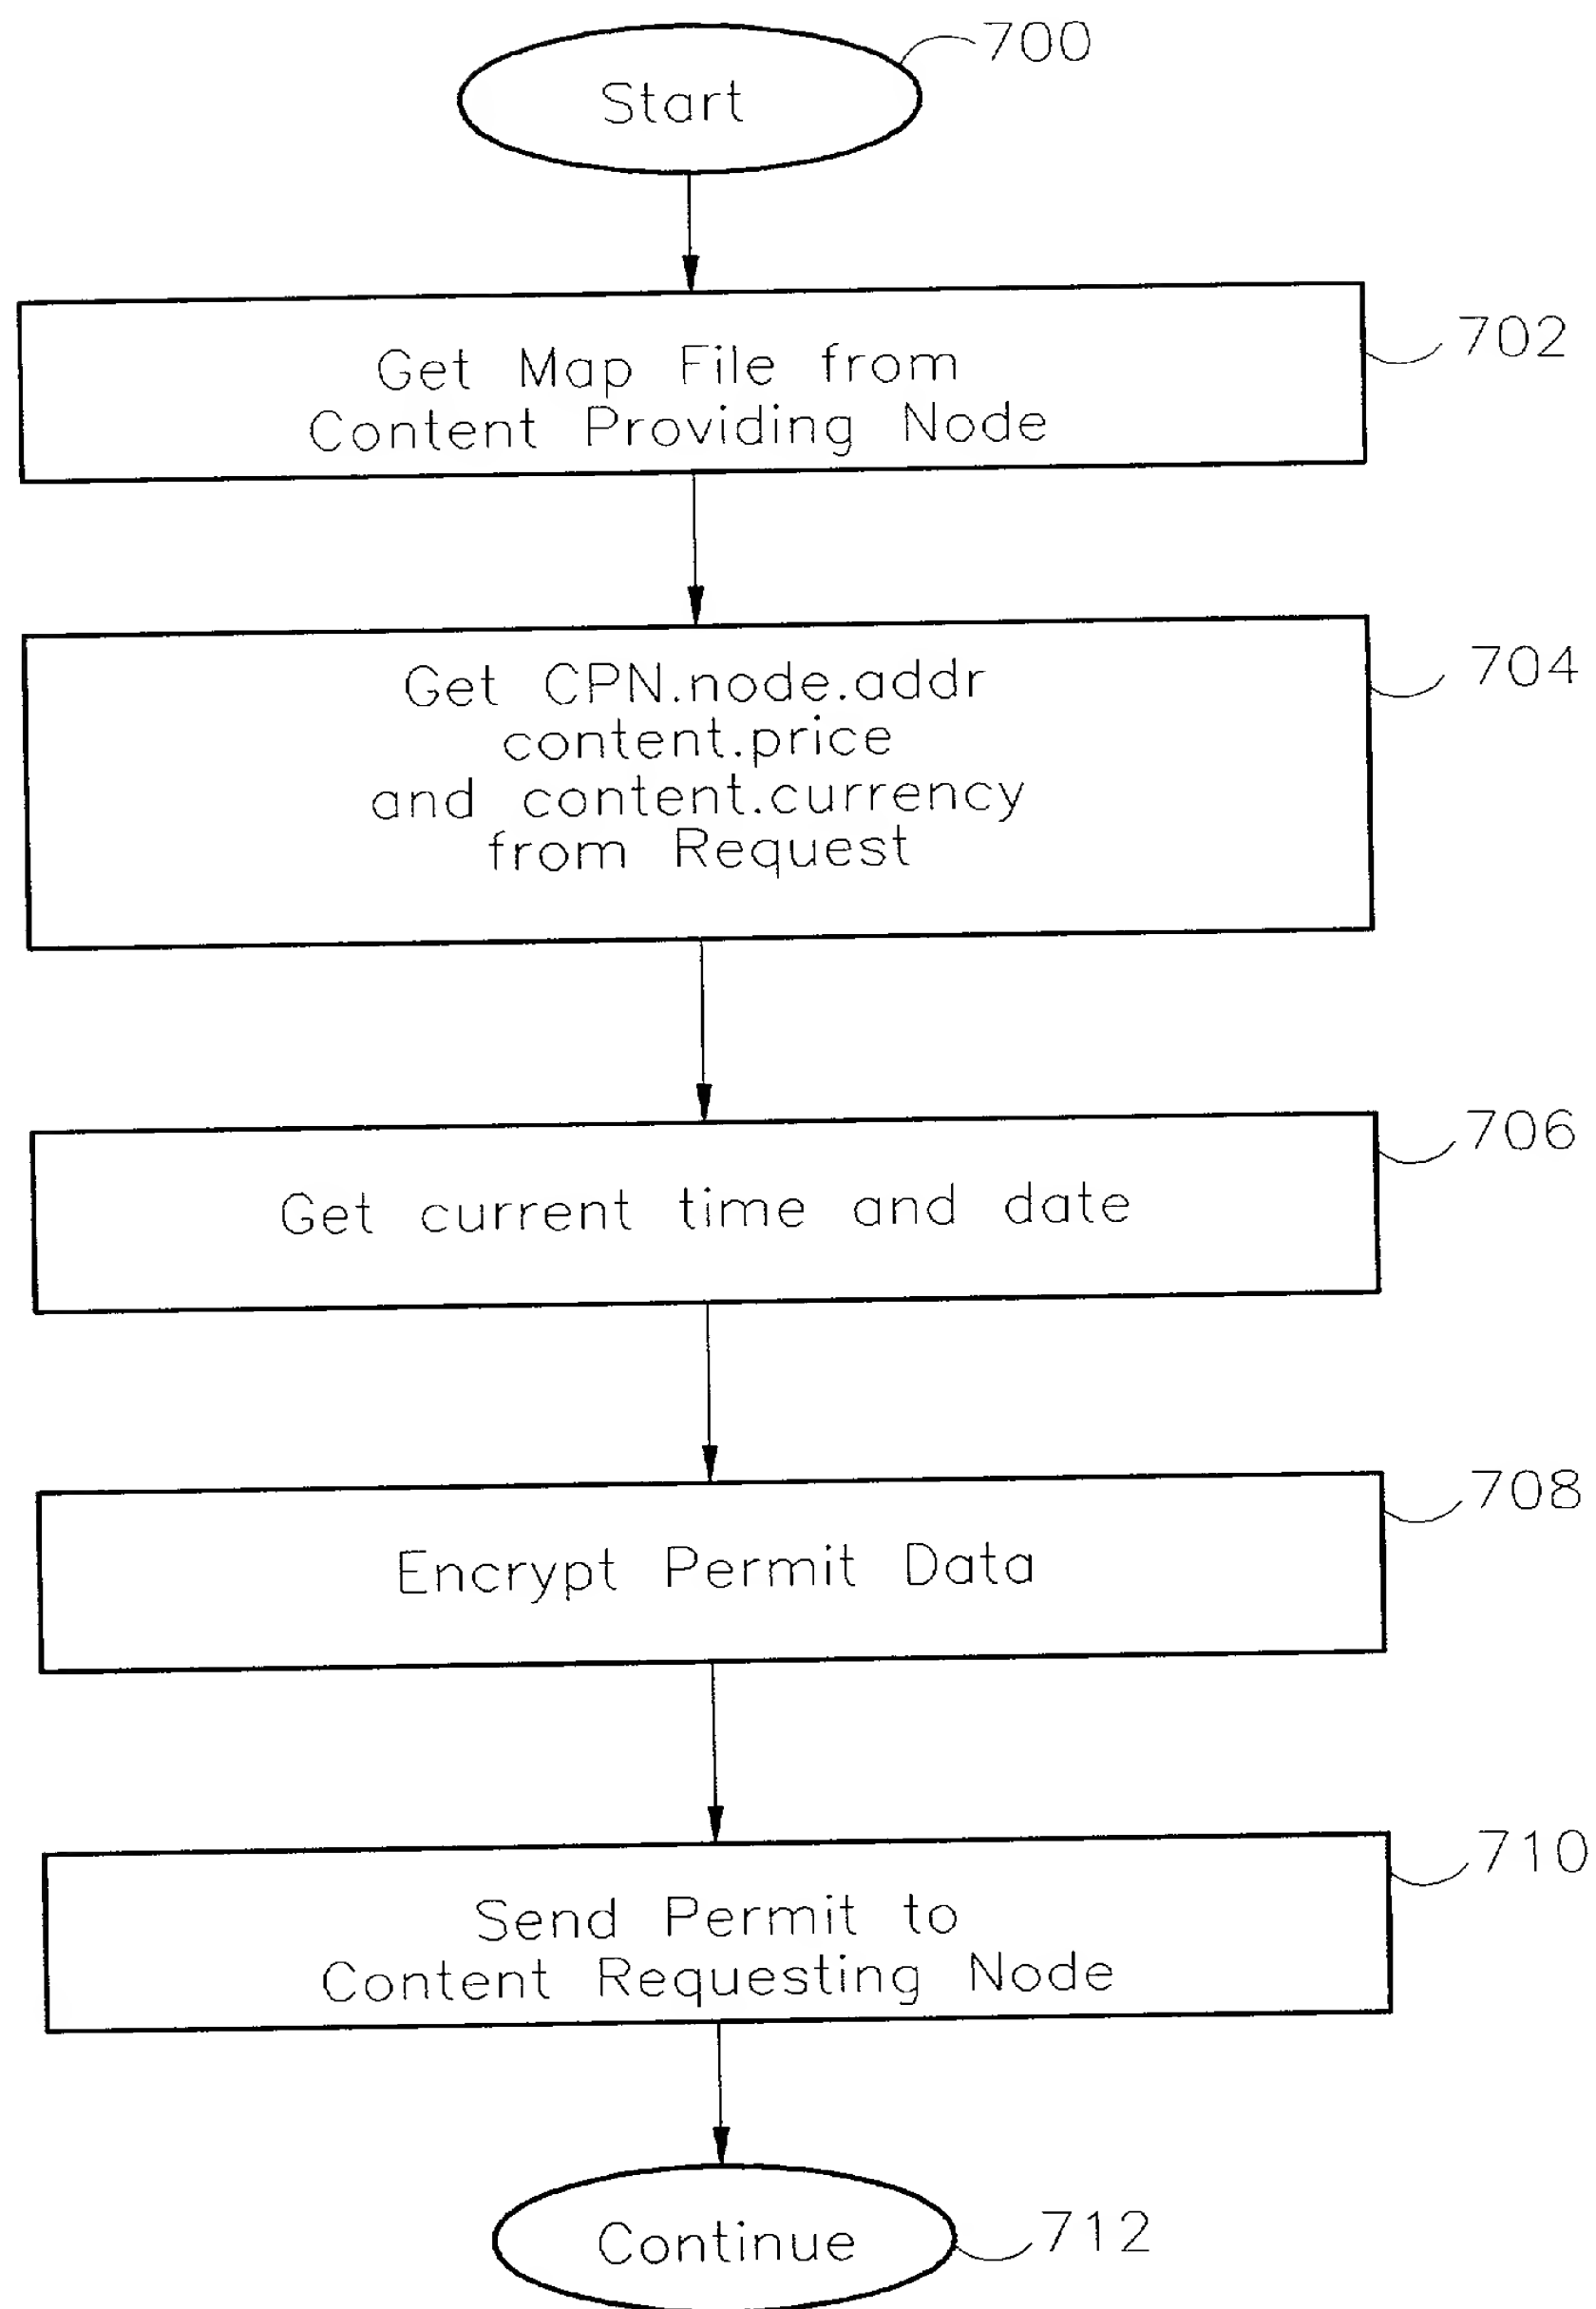 Start
700
Get Map File from
Content Providing Node
702
Get CPN.node.addr
content.price
and content.currency
from Request
704
Get current time and date
706
Encrypt Permit Data
708
Send Permit to
Content Requesting Node
710
Continue
712